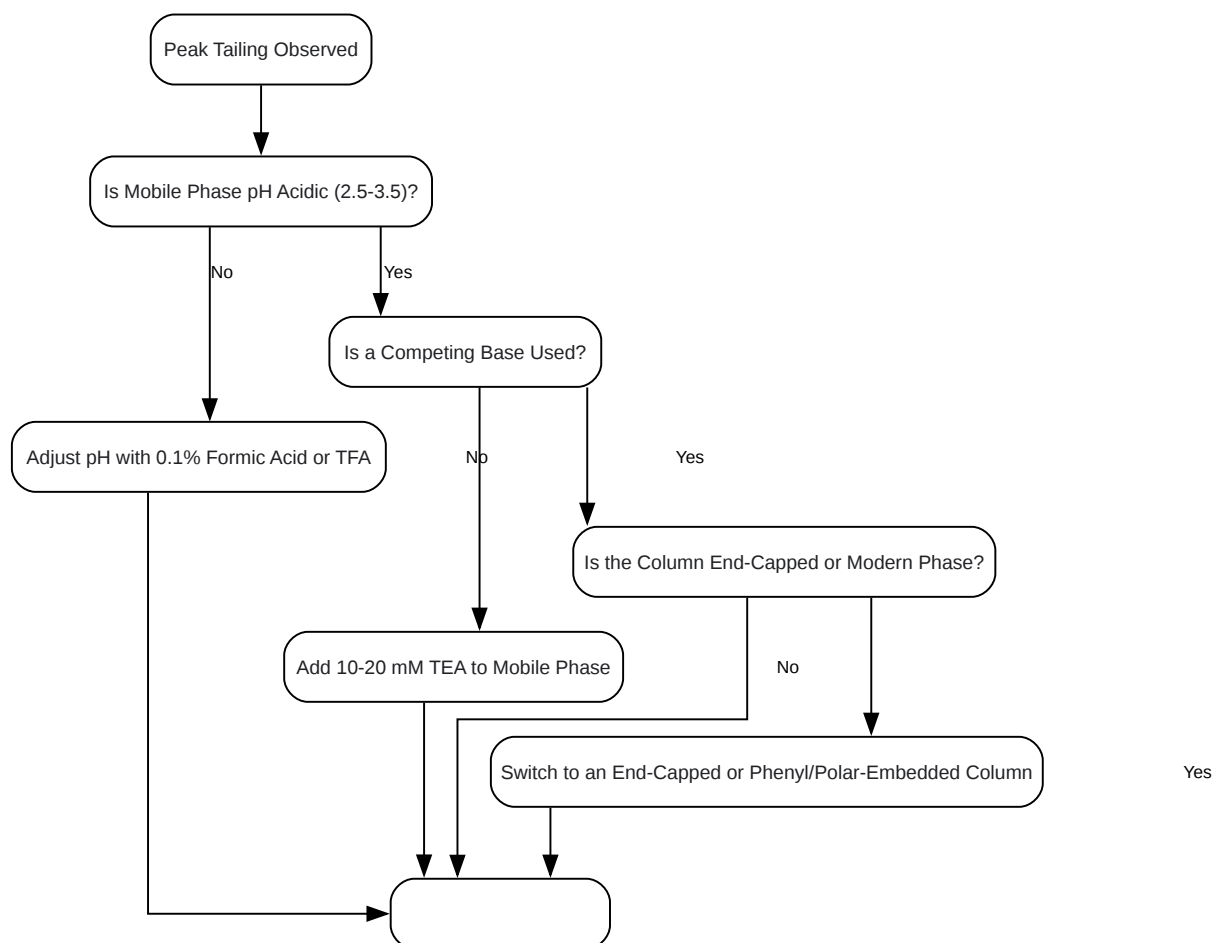 Peak Tailing Observed
Is Mobile Phase pH Acidic (2.5-3.5)?
No
Yes
Is a Competing Base Used?
Adjust pH with 0.1% Formic Acid or TFA
No
Yes
Is the Column End-Capped or Modern Phase?
Add 10-20 mM TEA to Mobile Phase
No
Switch to an End-Capped or Phenyl/Polar-Embedded Column
Yes